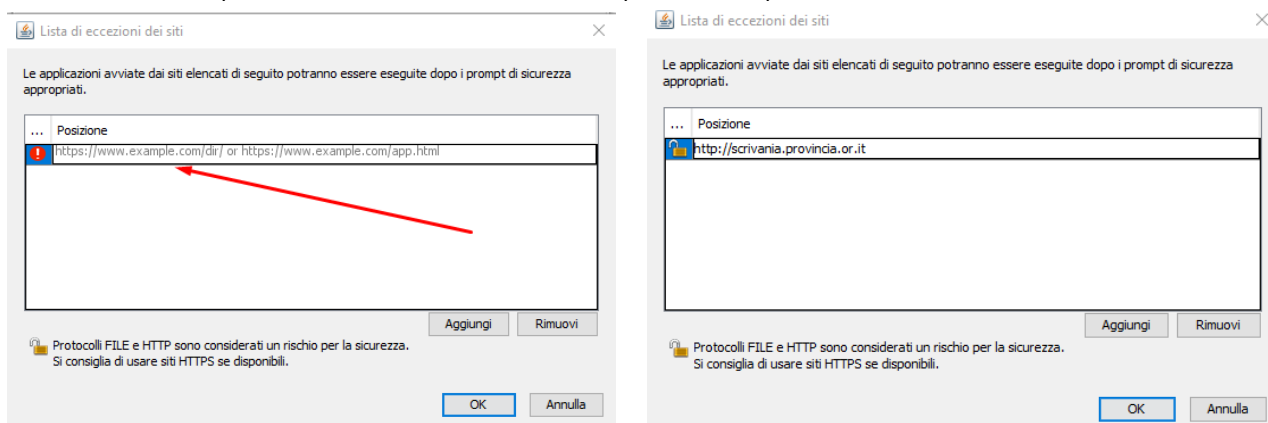 Lista di eccezioni dei siti
Le applicazioni avviate dai siti elencati di seguito potranno essere eseguite dopo i prompt di sicurezza
appropriati.
... Posizione
https://www.example.com/dir/ or https://www.example.com/app.html
Aggiungi Rimuovi
Protocolli FILE e HTTP sono considerati un rischio per la sicurezza.
Si consiglia di usare siti HTTPS se disponibili.
OK Annulla
Lista di eccezioni dei siti
Le applicazioni avviate dai siti elencati di seguito potranno essere eseguite dopo i prompt di sicurezza
appropriati.
... Posizione
http://scrivania.provincia.or.it
Aggiungi Rimuovi
Protocolli FILE e HTTP sono considerati un rischio per la sicurezza.
Si consiglia di usare siti HTTPS se disponibili.
OK Annulla